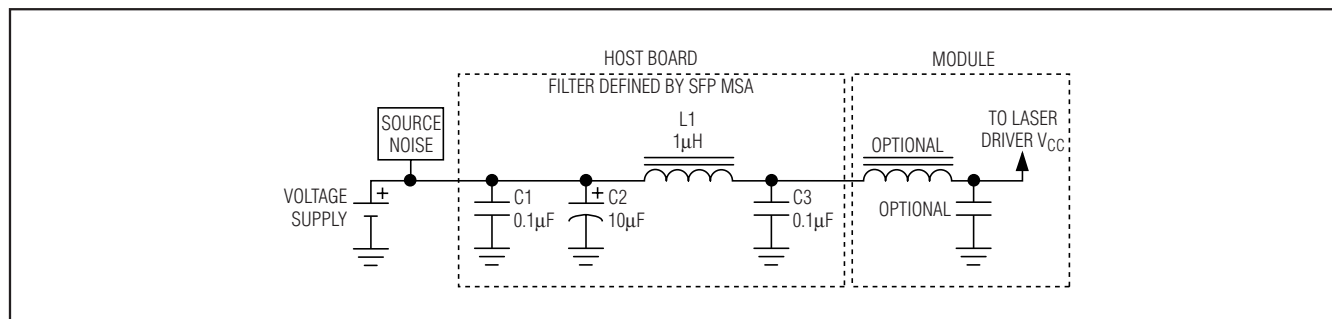 HOST BOARD
FILTER DEFINED BY SFP MSA
MODULE
SOURCE
NOISE
VOLTAGE
SUPPLY
+
C1
0.1μF
+
C2
10μF
L1
1μH
C3
0.1μF
OPTIONAL
OPTIONAL
TO LASER
DRIVER VCC